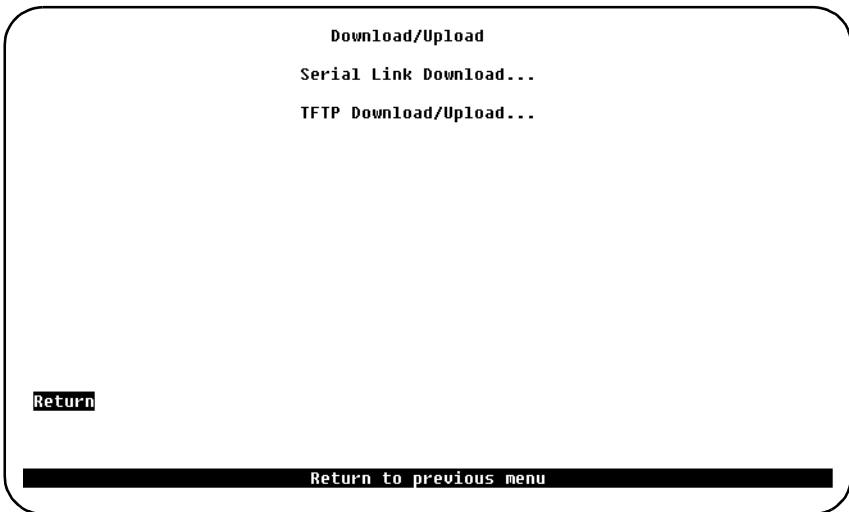 Download/Upload
Serial Link Download...
TFTP Download/Upload...
Return
Return to previous menu